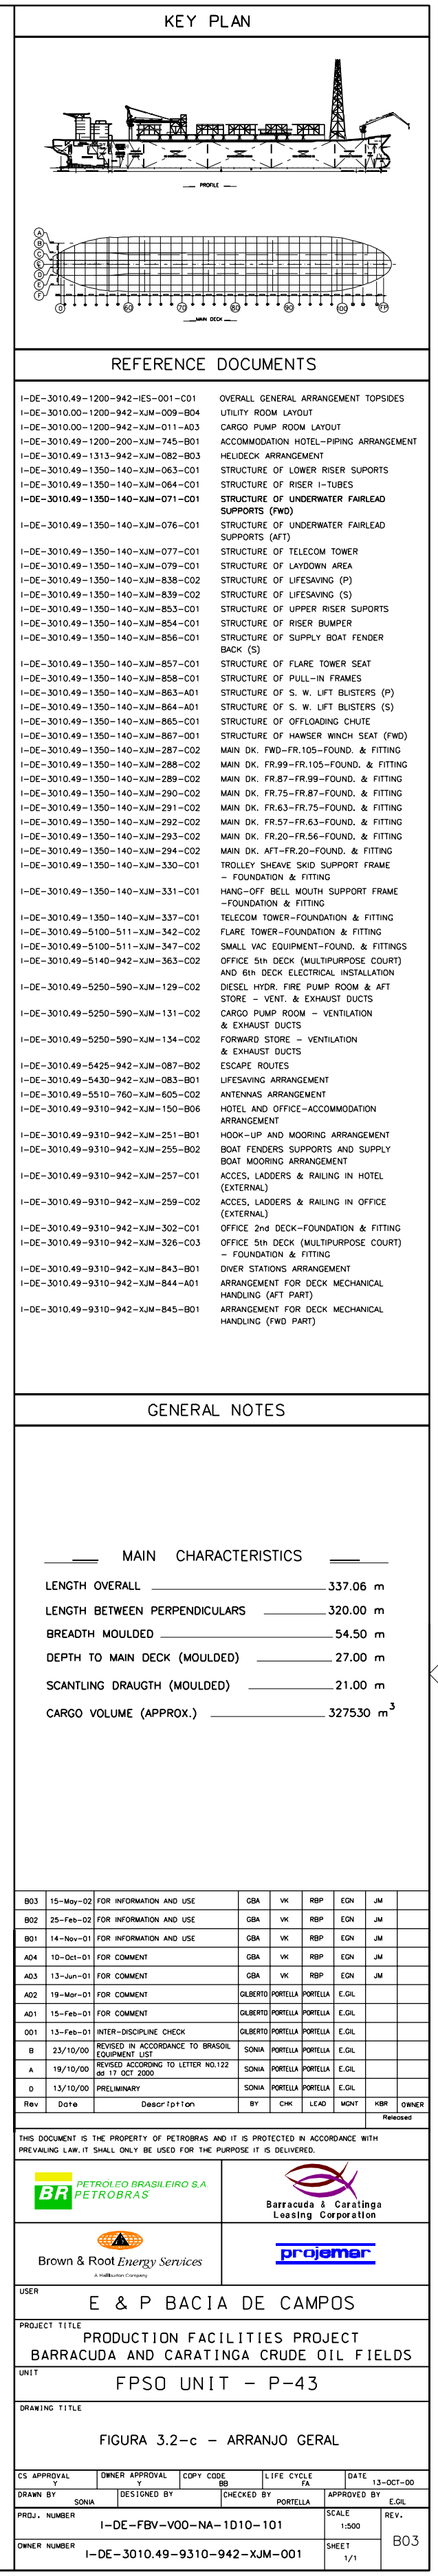 KEY PLAN
PROFILE
A
B
C
D
E
F
0 60 70 80 90 100 FP
MAIN DECK
REFERENCE DOCUMENTS
I-DE-3010.49-1200-942-IES-001-C01 OVERALL GENERAL ARRANGEMENT TOPSIDES
I-DE-3010.00-1200-942-XJM-009-B04 UTILITY ROOM LAYOUT
I-DE-3010.00-1200-942-XJM-011-A03 CARGO PUMP ROOM LAYOUT
I-DE-3010.49-1200-200-XJM-745-B01 ACCOMMODATION HOTEL-PIPING ARRANGEMENT
I-DE-3010.49-1313-942-XJM-082-B03 HELIDECK ARRANGEMENT
I-DE-3010.49-1350-140-XJM-063-C01 STRUCTURE OF LOWER RISER SUPORTS
I-DE-3010.49-1350-140-XJM-064-C01 STRUCTURE OF RISER I-TUBES
I-DE-3010.49-1350-140-XJM-071-C01 STRUCTURE OF UNDERWATER FAIRLEAD
SUPPORTS (FWD)
I-DE-3010.49-1350-140-XJM-076-C01 STRUCTURE OF UNDERWATER FAIRLEAD
SUPPORTS (AFT)
I-DE-3010.49-1350-140-XJM-077-C01 STRUCTURE OF TELECOM TOWER
I-DE-3010.49-1350-140-XJM-079-C01 STRUCTURE OF LAYDOWN AREA
I-DE-3010.49-1350-140-XJM-838-C02 STRUCTURE OF LIFESAVING (P)
I-DE-3010.49-1350-140-XJM-839-C02 STRUCTURE OF LIFESAVING (S)
I-DE-3010.49-1350-140-XJM-853-C01 STRUCTURE OF UPPER RISER SUPORTS
I-DE-3010.49-1350-140-XJM-854-C01 STRUCTURE OF RISER BUMPER
I-DE-3010.49-1350-140-XJM-856-C01 STRUCTURE OF SUPPLY BOAT FENDER
BACK (S)
I-DE-3010.49-1350-140-XJM-857-C01 STRUCTURE OF FLARE TOWER SEAT
I-DE-3010.49-1350-140-XJM-858-C01 STRUCTURE OF PULL-IN FRAMES
I-DE-3010.49-1350-140-XJM-863-A01 STRUCTURE OF S. W. LIFT BLISTERS (P)
I-DE-3010.49-1350-140-XJM-864-A01 STRUCTURE OF S. W. LIFT BLISTERS (S)
I-DE-3010.49-1350-140-XJM-865-C01 STRUCTURE OF OFFLOADING CHUTE
I-DE-3010.49-1350-140-XJM-867-001 STRUCTURE OF HAWSER WINCH SEAT (FWD)
I-DE-3010.49-1350-140-XJM-287-C02 MAIN DK. FWD-FR.105-FOUND. & FITTING
I-DE-3010.49-1350-140-XJM-288-C02 MAIN DK. FR.99-FR.105-FOUND. & FITTING
I-DE-3010.49-1350-140-XJM-289-C02 MAIN DK. FR.87-FR.99-FOUND. & FITTING
I-DE-3010.49-1350-140-XJM-290-C02 MAIN DK. FR.75-FR.87-FOUND. & FITTING
I-DE-3010.49-1350-140-XJM-291-C02 MAIN DK. FR.63-FR.75-FOUND. & FITTING
I-DE-3010.49-1350-140-XJM-292-C02 MAIN DK. FR.57-FR.63-FOUND. & FITTING
I-DE-3010.49-1350-140-XJM-293-C02 MAIN DK. FR.20-FR.56-FOUND. & FITTING
I-DE-3010.49-1350-140-XJM-294-C02 MAIN DK. AFT-FR.20-FOUND. & FITTING
I-DE-3010.49-1350-140-XJM-330-C01 TROLLEY SHEAVE SKID SUPPORT FRAME
- FOUNDATION & FITTING
I-DE-3010.49-1350-140-XJM-331-C01 HANG-OFF BELL MOUTH SUPPORT FRAME
-FOUNDATION & FITTING
I-DE-3010.49-1350-140-XJM-337-C01 TELECOM TOWER-FOUNDATION & FITTING
I-DE-3010.49-5100-511-XJM-342-C02 FLARE TOWER-FOUNDATION & FITTING
I-DE-3010.49-5100-511-XJM-347-C02 SMALL VAC EQUIPMENT-FOUND. & FITTINGS
I-DE-3010.49-5140-942-XJM-363-C02 OFFICE 5th DECK (MULTIPURPOSE COURT)
AND 6th DECK ELECTRICAL INSTALLATION
I-DE-3010.49-5250-590-XJM-129-C02 DIESEL HYDR. FIRE PUMP ROOM & AFT
STORE - VENT. & EXHAUST DUCTS
I-DE-3010.49-5250-590-XJM-131-C02 CARGO PUMP ROOM - VENTILATION
& EXHAUST DUCTS
I-DE-3010.49-5250-590-XJM-134-C02 FORWARD STORE - VENTILATION
& EXHAUST DUCTS
I-DE-3010.49-5425-942-XJM-087-B02 ESCAPE ROUTES
I-DE-3010.49-5430-942-XJM-083-B01 LIFESAVING ARRANGEMENT
I-DE-3010.49-5510-760-XJM-605-C02 ANTENNAS ARRANGEMENT
I-DE-3010.49-9310-942-XJM-150-B06 HOTEL AND OFFICE-ACCOMMODATION
ARRANGEMENT
I-DE-3010.49-9310-942-XJM-251-B01 HOOK-UP AND MOORING ARRANGEMENT
I-DE-3010.49-9310-942-XJM-255-B02 BOAT FENDERS SUPPORTS AND SUPPLY
BOAT MOORING ARRANGEMENT
I-DE-3010.49-9310-942-XJM-257-C01 ACCES, LADDERS & RAILING IN HOTEL
(EXTERNAL)
I-DE-3010.49-9310-942-XJM-259-C02 ACCES, LADDERS & RAILING IN OFFICE
(EXTERNAL)
I-DE-3010.49-9310-942-XJM-302-C01 OFFICE 2nd DECK-FOUNDATION & FITTING
I-DE-3010.49-9310-942-XJM-326-C03 OFFICE 5th DECK (MULTIPURPOSE COURT)
- FOUNDATION & FITTING
I-DE-3010.49-9310-942-XJM-843-B01 DIVER STATIONS ARRANGEMENT
I-DE-3010.49-9310-942-XJM-844-A01 ARRANGEMENT FOR DECK MECHANICAL
HANDLING (AFT PART)
I-DE-3010.49-9310-942-XJM-845-B01 ARRANGEMENT FOR DECK MECHANICAL
HANDLING (FWD PART)
GENERAL NOTES
MAIN CHARACTERISTICS
LENGTH OVERALL 337.06 m
LENGTH BETWEEN PERPENDICULARS 320.00 m
BREADTH MOULDED 54.50 m
DEPTH TO MAIN DECK (MOULDED) 27.00 m
SCANTLING DRAUGTH (MOULDED) 21.00 m
CARGO VOLUME (APPROX.) 327530 m³
B03 15-May-02 FOR INFORMATION AND USE GBA VK RBP EGN JM
B02 25-Feb-02 FOR INFORMATION AND USE GBA VK RBP EGN JM
B01 14-Nov-01 FOR INFORMATION AND USE GBA VK RBP EGN JM
A04 10-Oct-01 FOR COMMENT GBA VK RBP EGN JM
A03 13-Jun-01 FOR COMMENT GBA VK RBP EGN JM
A02 19-Mar-01 FOR COMMENT GILBERTO PORTELLA PORTELLA E.GIL
A01 15-Feb-01 FOR COMMENT GILBERTO PORTELLA PORTELLA E.GIL
001 13-Feb-01 INTER-DISCIPLINE CHECK GILBERTO PORTELLA PORTELLA E.GIL
B 23/10/00 REVISED IN ACCORDANCE TO BRASOIL
EQUIPMENT LIST SONIA PORTELLA PORTELLA E.GIL
A 19/10/00 REVISED ACCORDING TO LETTER NO.122
dd 17 OCT 2000 SONIA PORTELLA PORTELLA E.GIL
0 13/10/00 PRELIMINARY SONIA PORTELLA PORTELLA E.GIL
Rev Date Description BY CHK LEAD MGNT KBR OWNER
Released
THIS DOCUMENT IS THE PROPERTY OF PETROBRAS AND IT IS PROTECTED IN ACCORDANCE WITH
PREVAILING LAW. IT SHALL ONLY BE USED FOR THE PURPOSE IT IS DELIVERED.
BR PETRÓLEO BRASILEIRO S.A.
PETROBRAS
Barracuda & Caratinga
Leasing Corporation
Brown & Root Energy Services
A Halliburton Company
projemar
USER
E & P BACIA DE CAMPOS
PROJECT TITLE
PRODUCTION FACILITIES PROJECT
BARRACUDA AND CARATINGA CRUDE OIL FIELDS
UNIT
FPSO UNIT - P-43
DRAWING TITLE
FIGURA 3.2-c - ARRANJO GERAL
CS APPROVAL Y OWNER APPROVAL Y COPY CODE BB LIFE CYCLE FA DATE 13-OCT-00
DRAWN BY SONIA DESIGNED BY CHECKED BY PORTELLA APPROVED BY E.GIL
PROJ. NUMBER I-DE-FBV-V00-NA-1D10-101 SCALE 1:500 REV. B03
OWNER NUMBER I-DE-3010.49-9310-942-XJM-001 SHEET 1/1